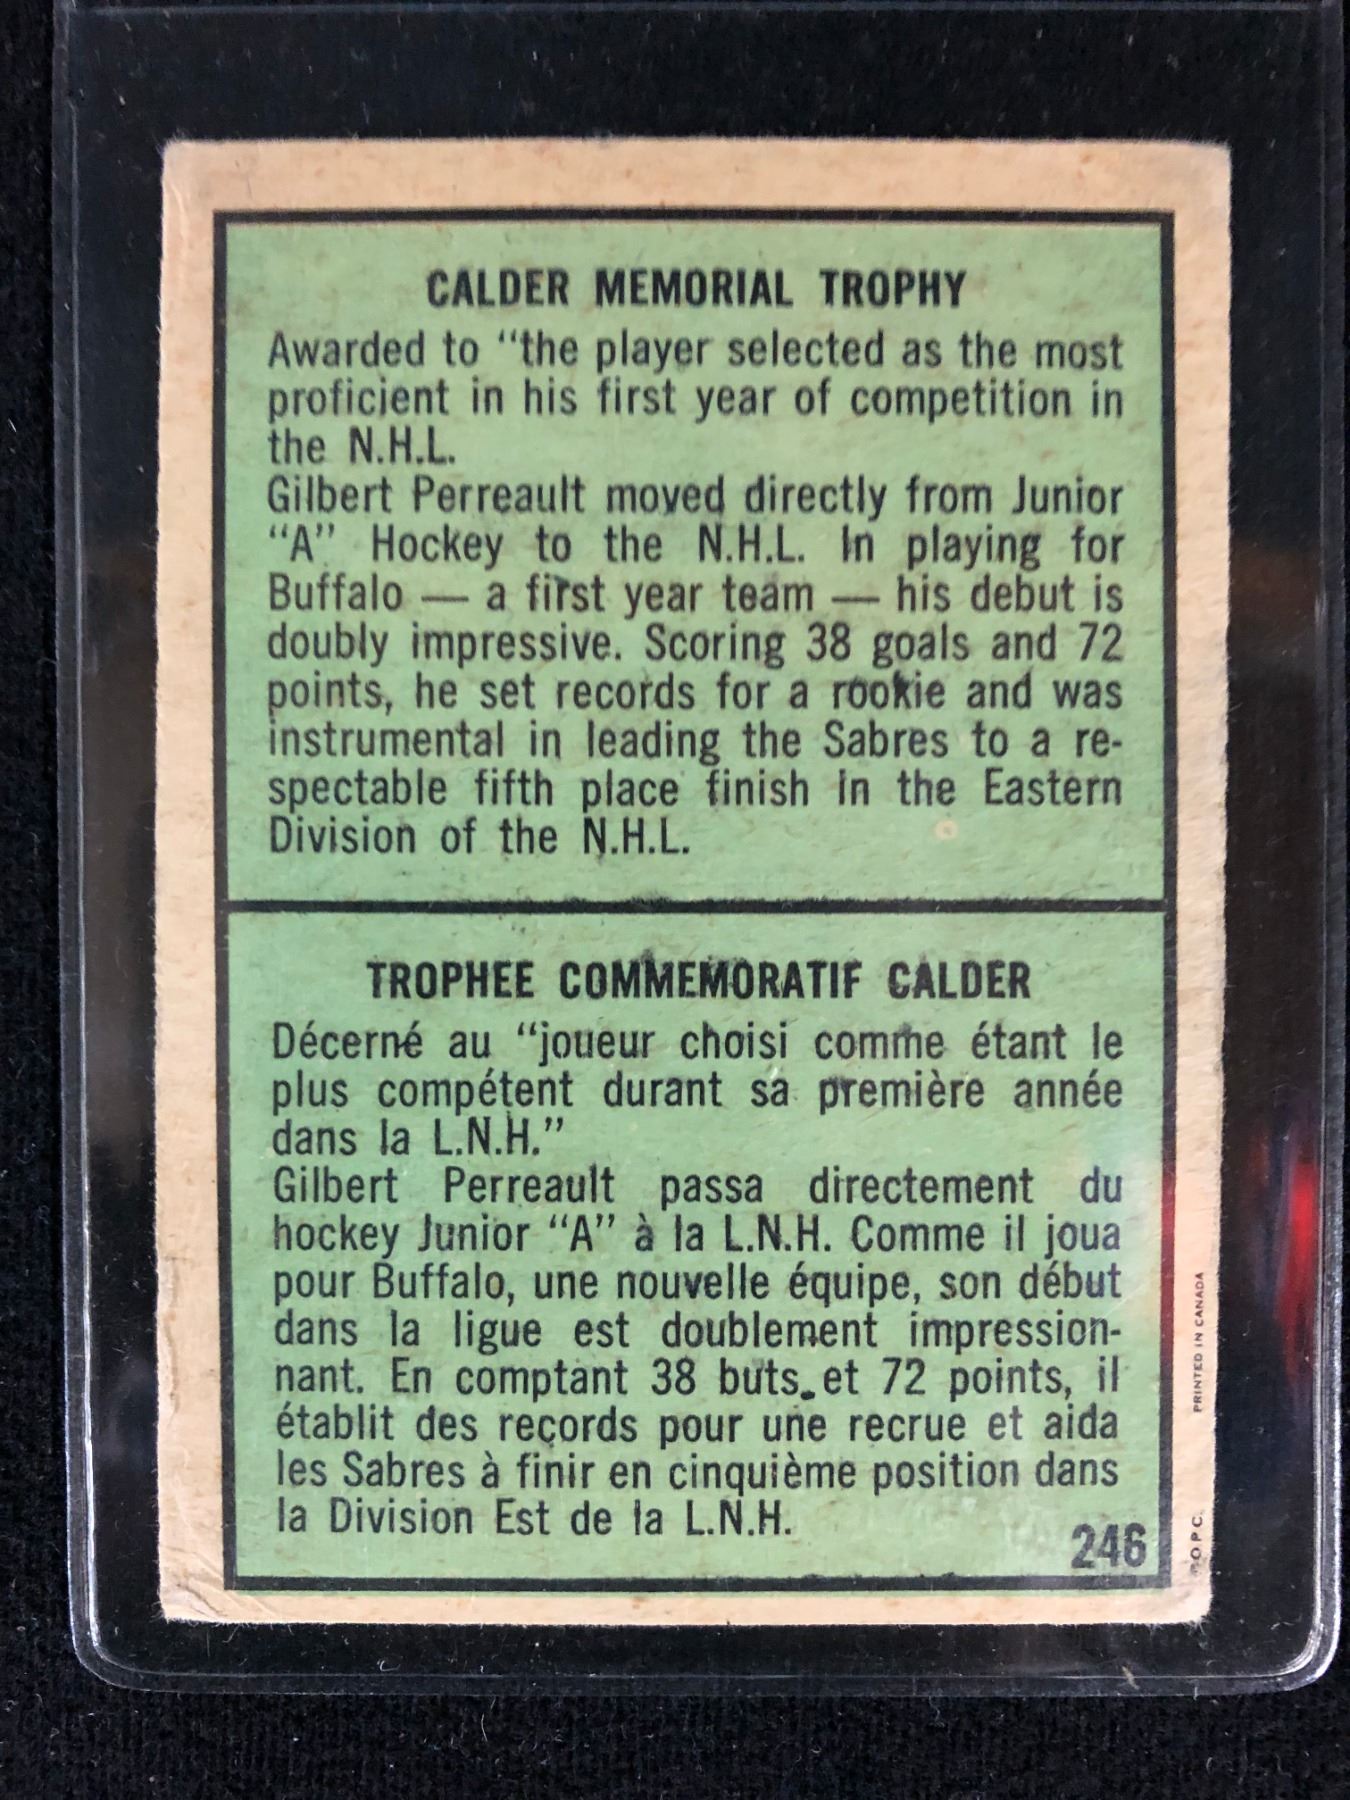 CALDER MEMORIAL TROPHY
Awarded to "the player selected as the most
proficient in his first year of competition in
the N.H.L.
Gilbert Perreault moved directly from Junior
"A" Hockey to the N.H.L. In playing for
Buffalo — a first year team — his debut is
doubly impressive. Scoring 38 goals and 72
points, he set records for a rookie and was
instrumental in leading the Sabres to a re-
spectable fifth place finish in the Eastern
Division of the N.H.L.
TROPHEE COMMEMORATIF CALDER
Décerné au "joueur choisi comme étant le
plus compétent durant sa première année
dans la L.N.H."
Gilbert Perreault passa directement du
hockey Junior "A" à la L.N.H. Comme il joua
pour Buffalo, une nouvelle équipe, son début
dans la ligue est doublement impression-
nant. En comptant 38 buts et 72 points, il
établit des records pour une recrue et aida
les Sabres à finir en cinquième position dans
la Division Est de la L.N.H.
246
O.P.C.
PRINTED IN CANADA